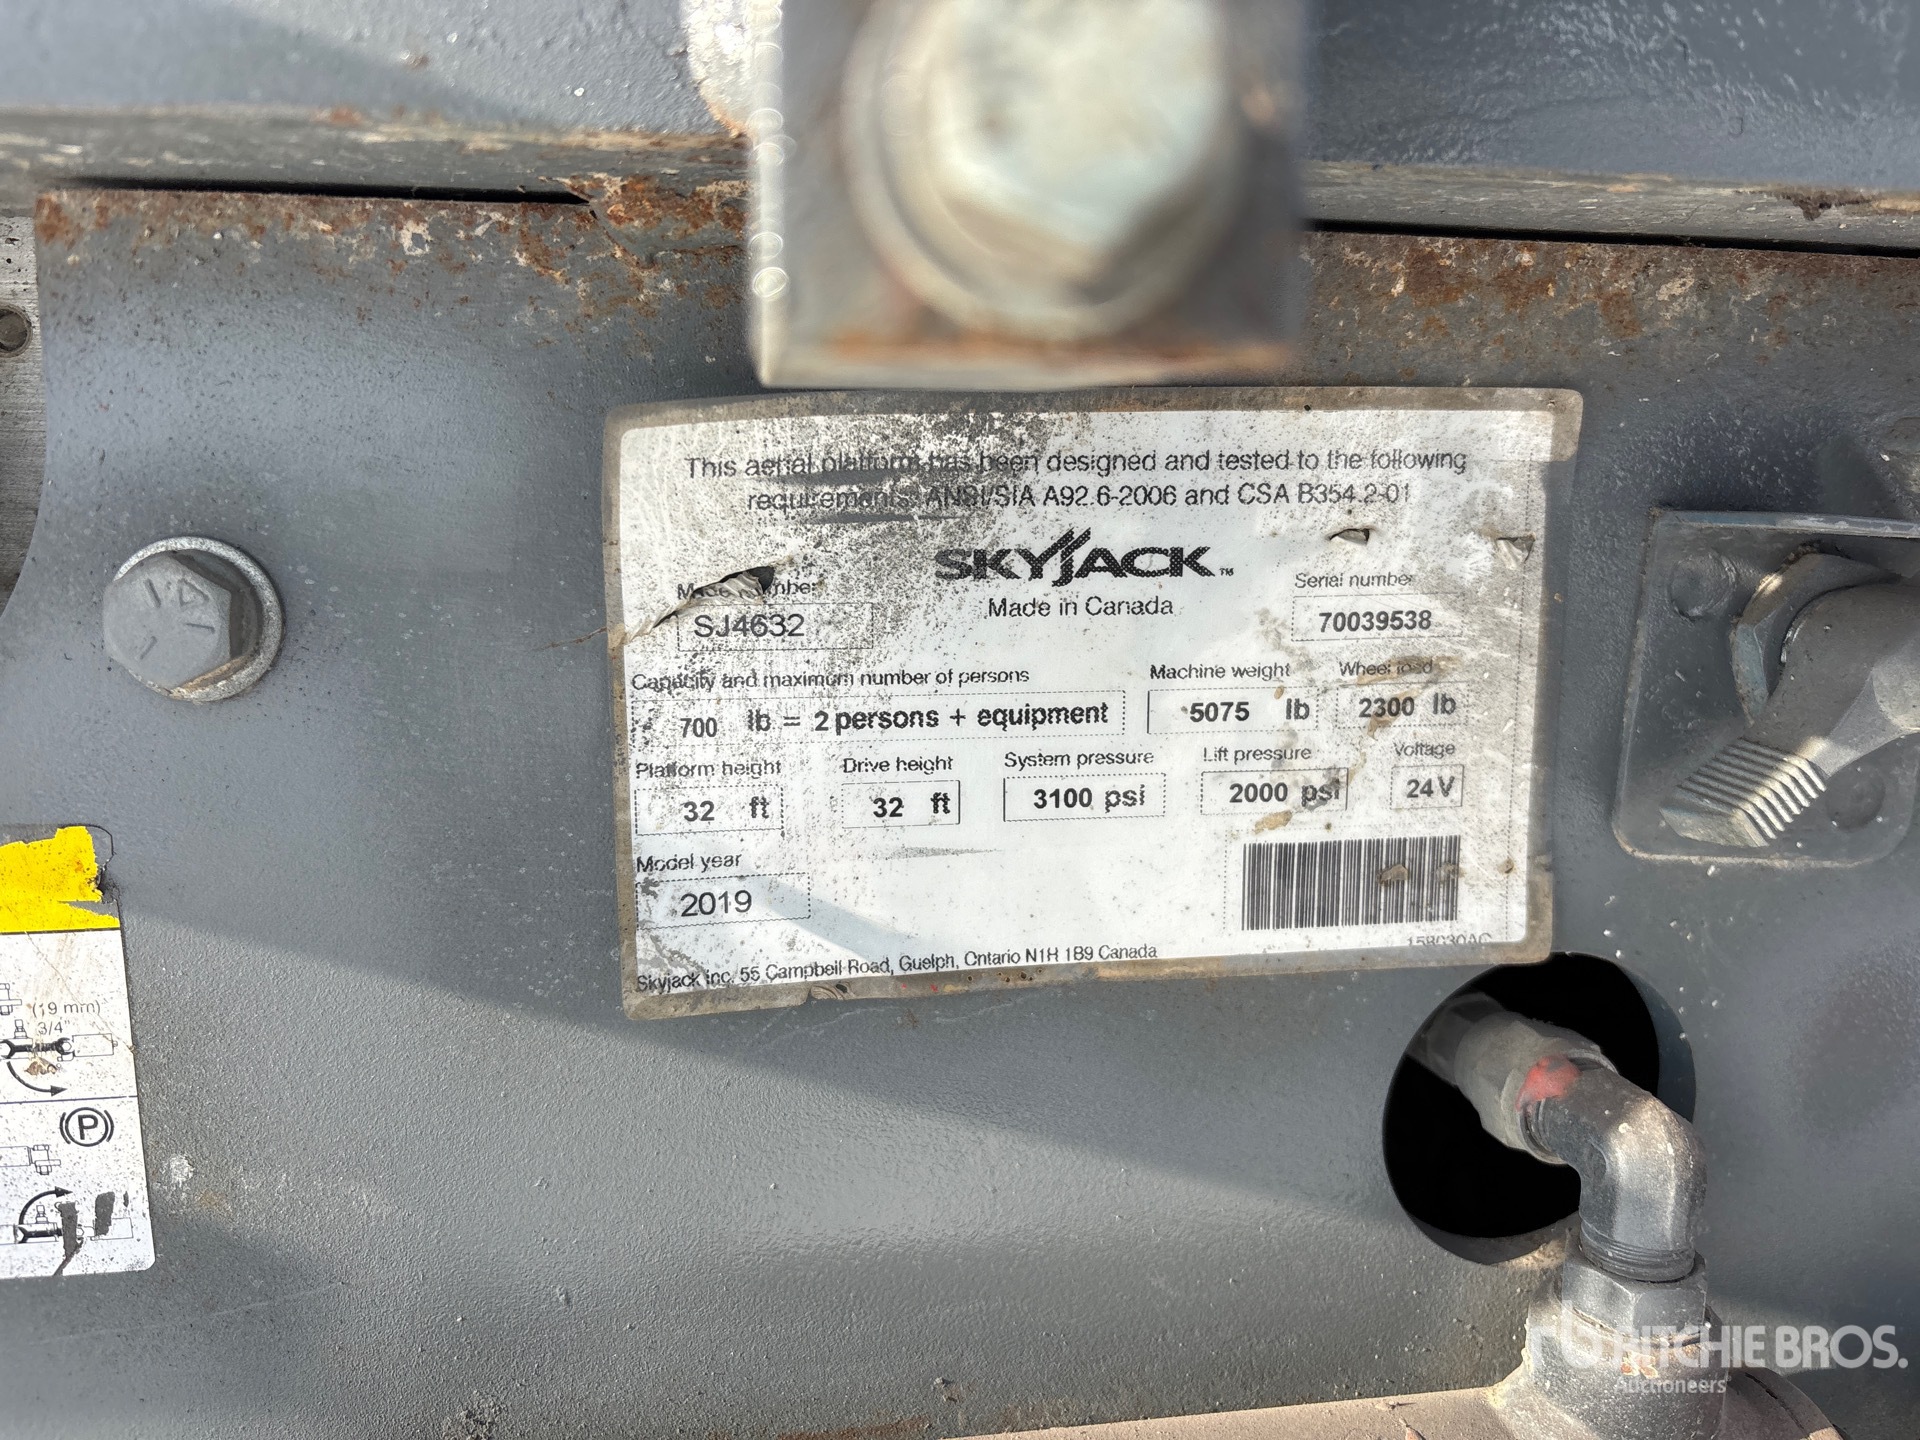 This aerial platform has been designed and tested to the following
requirements: ANSI/SIA A92.6-2006 and CSA B354.2-01
SKYJACK™
Made in Canada
Model number
SJ4632
Serial number
70039538
Capacity and maximum number of persons
700 lb = 2 persons + equipment
Machine weight
5075 lb
Wheel load
2300 lb
Platform height
32 ft
Drive height
32 ft
System pressure
3100 psi
Lift pressure
2000 psi
Voltage
24V
Model year
2019
158030AC
Skyjack Inc. 55 Campbell Road, Guelph, Ontario N1H 1B9 Canada
(19 mm)
3/4"
P
RITCHIE BROS.
Auctioneers